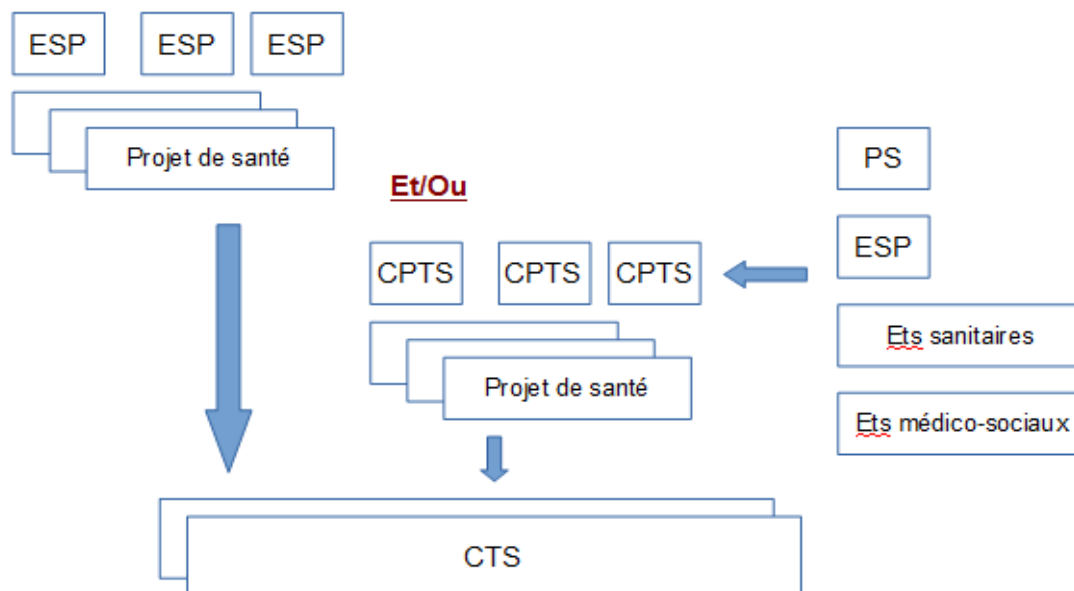 ESP ESP ESP
Projet de santé
PS
Et/Ou
ESP
CPTS CPTS CPTS
Ets sanitaires
Projet de santé
Ets médico-sociaux
CTS